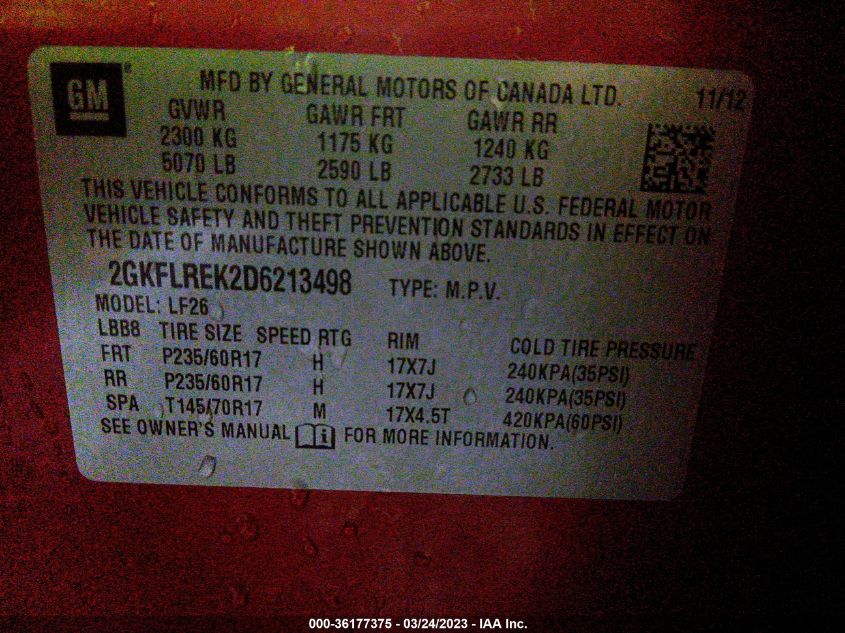 GM®
MFD BY GENERAL MOTORS OF CANADA LTD. 11/12
GVWR GAWR FRT GAWR RR
2300 KG 1175 KG 1240 KG
5070 LB 2590 LB 2733 LB
THIS VEHICLE CONFORMS TO ALL APPLICABLE U.S. FEDERAL MOTOR
VEHICLE SAFETY AND THEFT PREVENTION STANDARDS IN EFFECT ON
THE DATE OF MANUFACTURE SHOWN ABOVE.
2GKFLREK2D6213498 TYPE: M.P.V.
MODEL: LF26
LBB8 TIRE SIZE SPEED RTG RIM COLD TIRE PRESSURE
FRT P235/60R17 H 17X7J 240KPA(35PSI)
RR P235/60R17 H 17X7J 240KPA(35PSI)
SPA T145/70R17 M 17X4.5T 420KPA(60PSI)
SEE OWNER'S MANUAL i FOR MORE INFORMATION.
000-36177375 - 03/24/2023 - IAA Inc.